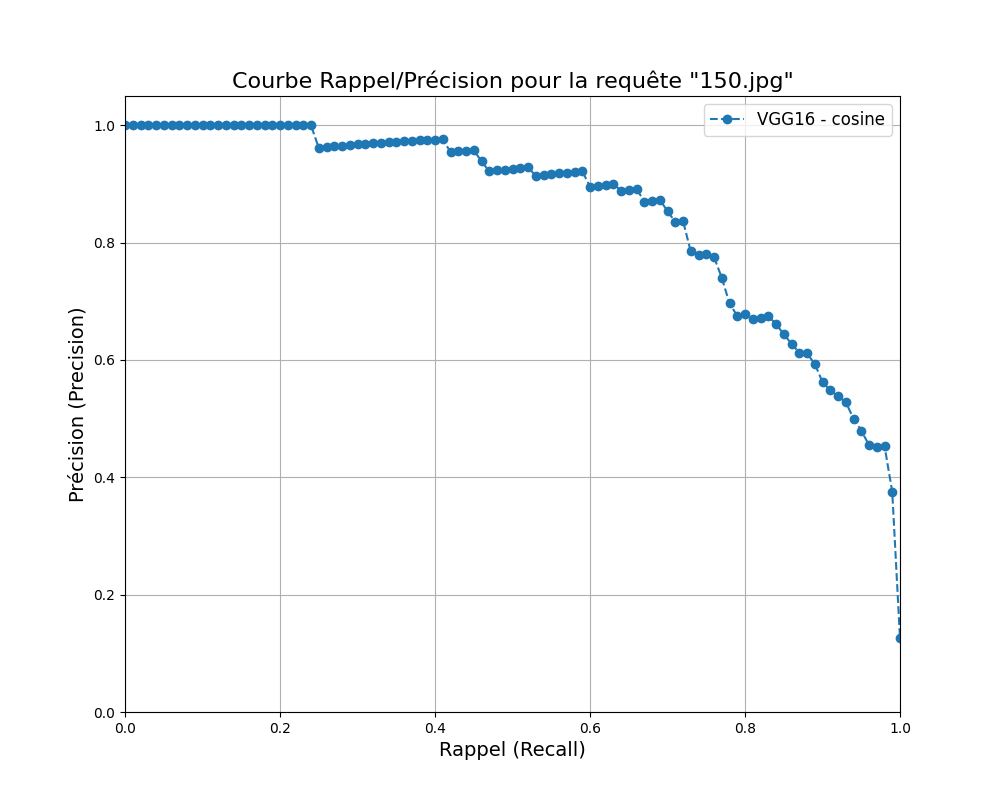 Courbe Rappel/Précision pour la requête "150.jpg"
VGG16 - cosine
Précision (Precision)
1.0
0.8
0.6
0.4
0.2
0.0
0.0 0.2 0.4 0.6 0.8 1.0
Rappel (Recall)